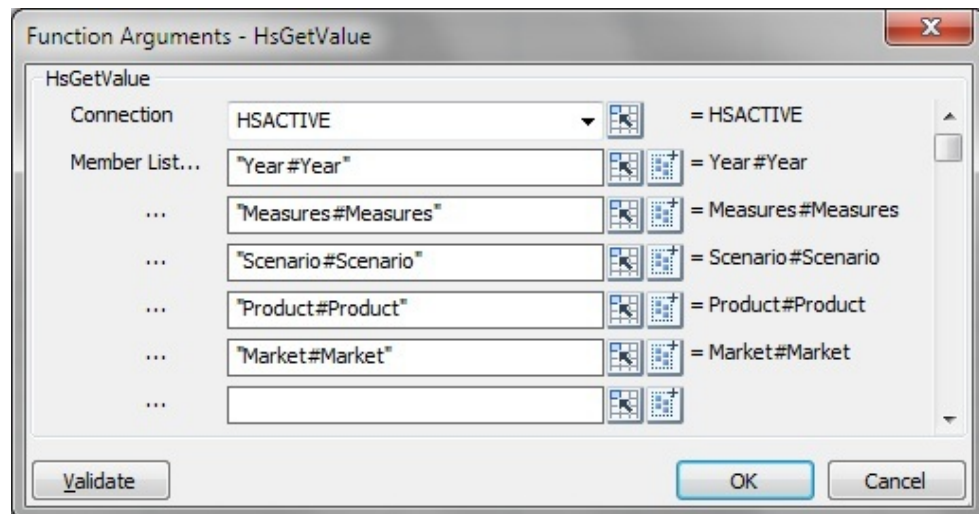 Function Arguments - HsGetValue
HsGetValue
Connection HSACTIVE = HSACTIVE
Member List... "Year#Year" = Year#Year
... "Measures#Measures" = Measures#Measures
... "Scenario#Scenario" = Scenario#Scenario
... "Product#Product" = Product#Product
... "Market#Market" = Market#Market
...
Validate OK Cancel